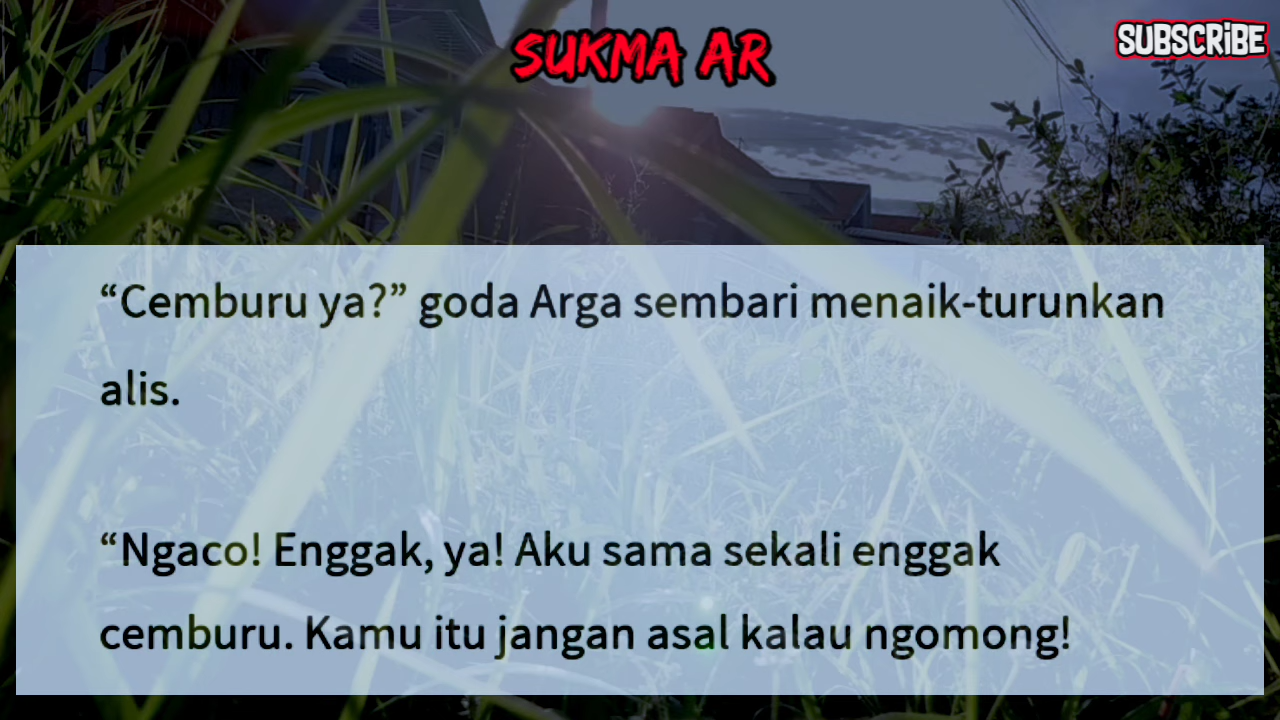 SUKMA AR
SUBSCRIBE
“Cemburu ya?” goda Arga sembari menaik-turunkan
alis.
“Ngaco! Enggak, ya! Aku sama sekali enggak
cemburu. Kamu itu jangan asal kalau ngomong!